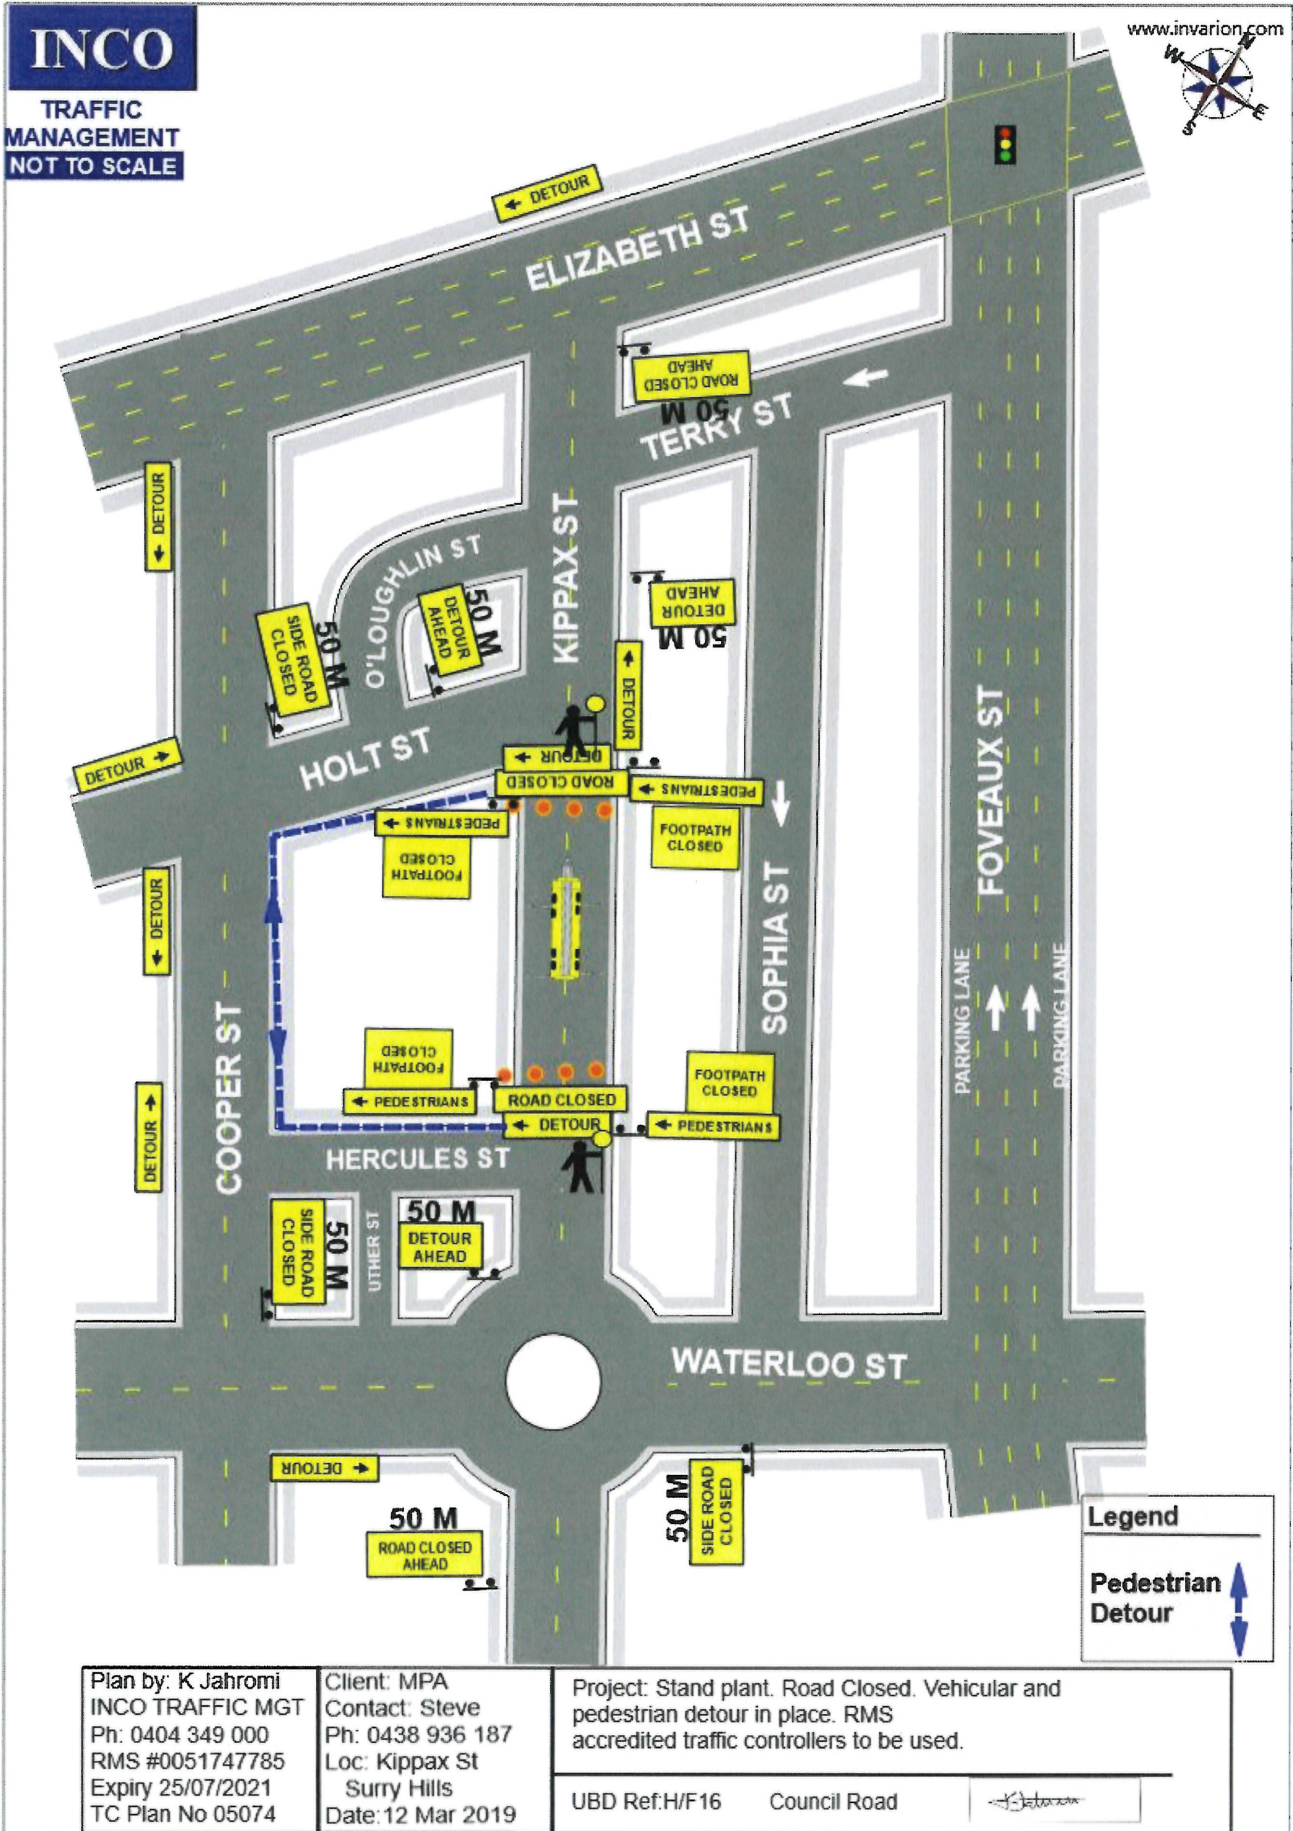 INCO
TRAFFIC
MANAGEMENT
NOT TO SCALE
www.invarion.com
N
W
E
S
← DETOUR
ELIZABETH ST
ROAD CLOSED
AHEAD
50 M
TERRY ST
← DETOUR
KIPPAX ST
O'LOUGHLIN ST
DETOUR
AHEAD
50 M
SIDE ROAD
CLOSED
50 M
DETOUR
AHEAD
50 M
← DETOUR
DETOUR →
HOLT ST
← DETOUR
ROAD CLOSED
← PEDESTRIANS
FOOTPATH
CLOSED
← PEDESTRIANS
FOOTPATH
CLOSED
SOPHIA ST
FOVEAUX ST
PARKING LANE
PARKING LANE
← DETOUR
COOPER ST
FOOTPATH
CLOSED
← PEDESTRIANS
ROAD CLOSED
← DETOUR
FOOTPATH
CLOSED
← PEDESTRIANS
DETOUR →
HERCULES ST
SIDE ROAD
CLOSED
50 M
UTHER ST
50 M
DETOUR
AHEAD
WATERLOO ST
DETOUR →
50 M
ROAD CLOSED
AHEAD
50 M
SIDE ROAD
CLOSED
Legend
Pedestrian
Detour
Plan by: K Jahromi
INCO TRAFFIC MGT
Ph: 0404 349 000
RMS #0051747785
Expiry 25/07/2021
TC Plan No 05074
Client: MPA
Contact: Steve
Ph: 0438 936 187
Loc: Kippax St
Surry Hills
Date:12 Mar 2019
Project: Stand plant. Road Closed. Vehicular and
pedestrian detour in place. RMS
accredited traffic controllers to be used.
UBD Ref:H/F16 Council Road